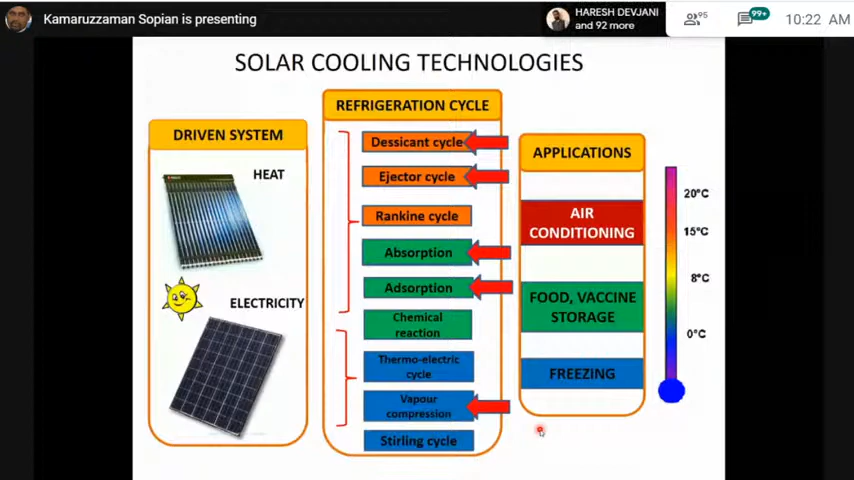 Kamaruzzaman Sopian is presenting
HARESH DEVJANI
and 92 more
95
99+
10:22 AM
SOLAR COOLING TECHNOLOGIES
DRIVEN SYSTEM
HEAT
ELECTRICITY
REFRIGERATION CYCLE
Dessicant cycle
Ejector cycle
Rankine cycle
Absorption
Adsorption
Chemical
reaction
Thermo-electric
cycle
Vapour
compression
Stirling cycle
APPLICATIONS
AIR
CONDITIONING
FOOD, VACCINE
STORAGE
FREEZING
20°C
15°C
8°C
0°C